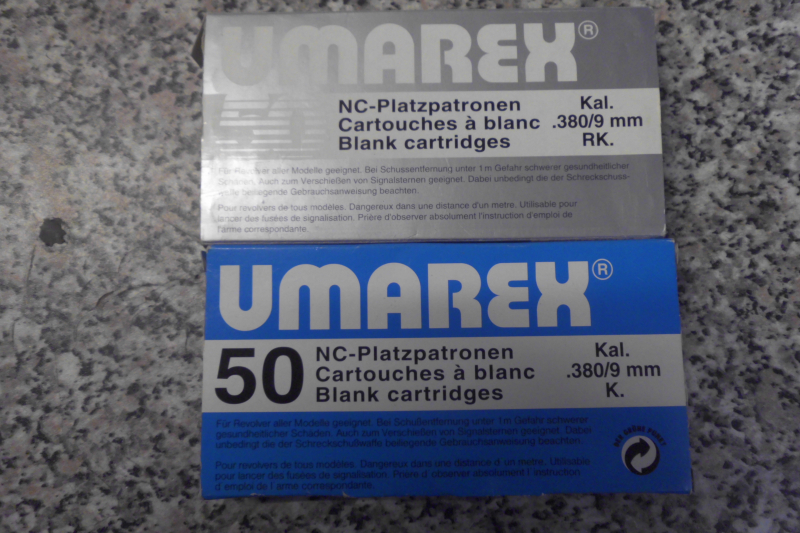 UMAREX®
50
NC-Platzpatronen
Kal.
Cartouches à blanc
.380/9 mm
Blank cartridges
RK.
Für Revolver aller Modelle geeignet. Bei Schussentfernung unter 1m Gefahr schwerer gesundheitlicher
Schäden. Auch zum Verschießen von Signalsternen geeignet. Dabei unbedingt die der Schreckschuss-
waffe beiliegende Gebrauchsanweisung beachten.
Pour revolvers de tous modeles. Dangereux dans une distance d'un metre. Utilisable pour
lancer des fusées de signalisation. Prière d'observer absolument l'instruction d'emploi de
l'arme correspondante.
UMAREX®
50
NC-Platzpatronen
Kal.
Cartouches à blanc
.380/9 mm
Blank cartridges
K.
Für Revolver aller Modelle geeignet. Bei Schußentfernung unter 1m Gefahr schwerer
gesundheitlicher Schäden. Auch zum Verschießen von Signalsternen geeignet. Dabei
unbedingt die der Schreckschußwaffe beiliegende Gebrauchsanweisung beachten.
DER GRÜNE PUNKT
Pour revolvers de tous modèles. Dangereux dans une distance d'un metre. Utilisable
pour lancer des fusées de signalisation. Prière d'observer absolument l'instruction
d'emploi de l'arme correspondante.